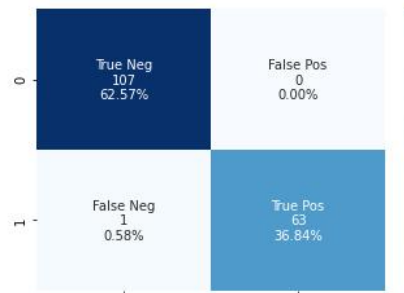 0
True Neg
107
62.57%
False Pos
0
0.00%
1
False Neg
1
0.58%
True Pos
63
36.84%